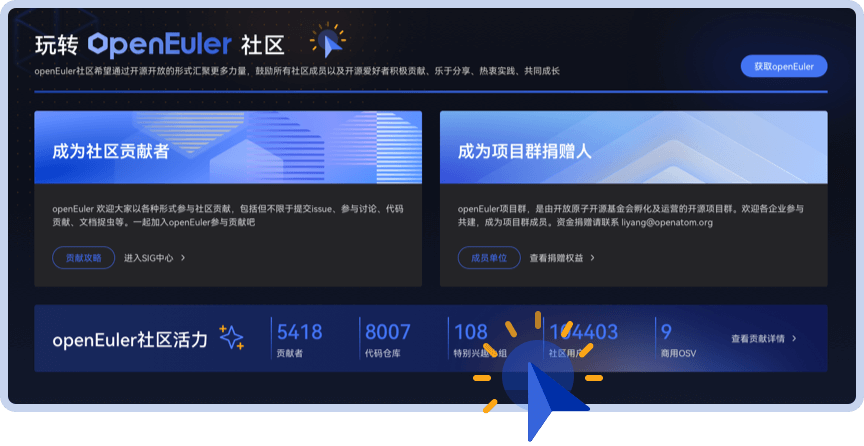 玩转 OpenEuler 社区
openEuler社区希望通过开源开放的形式汇聚更多力量，鼓励所有社区成员以及开源爱好者积极贡献、乐于分享、热衷实践、共同成长
获取openEuler
成为社区贡献者
openEuler 欢迎大家以各种形式参与社区贡献，包括但不限于提交issue、参与讨论、代码
贡献、文档捉虫等。一起加入openEuler参与贡献吧
贡献攻略 进入SIG中心 >
成为项目群捐赠人
openEuler项目群，是由开放原子开源基金会孵化及运营的开源项目群。欢迎各企业参与
共建，成为项目群成员。资金捐赠请联系 liyang@openatom.org
成员单位 查看捐赠权益 >
openEuler社区活力
5418
贡献者
8007
代码仓库
108
特别兴趣小组
104403
社区用户
9
商用OSV
查看贡献详情 >